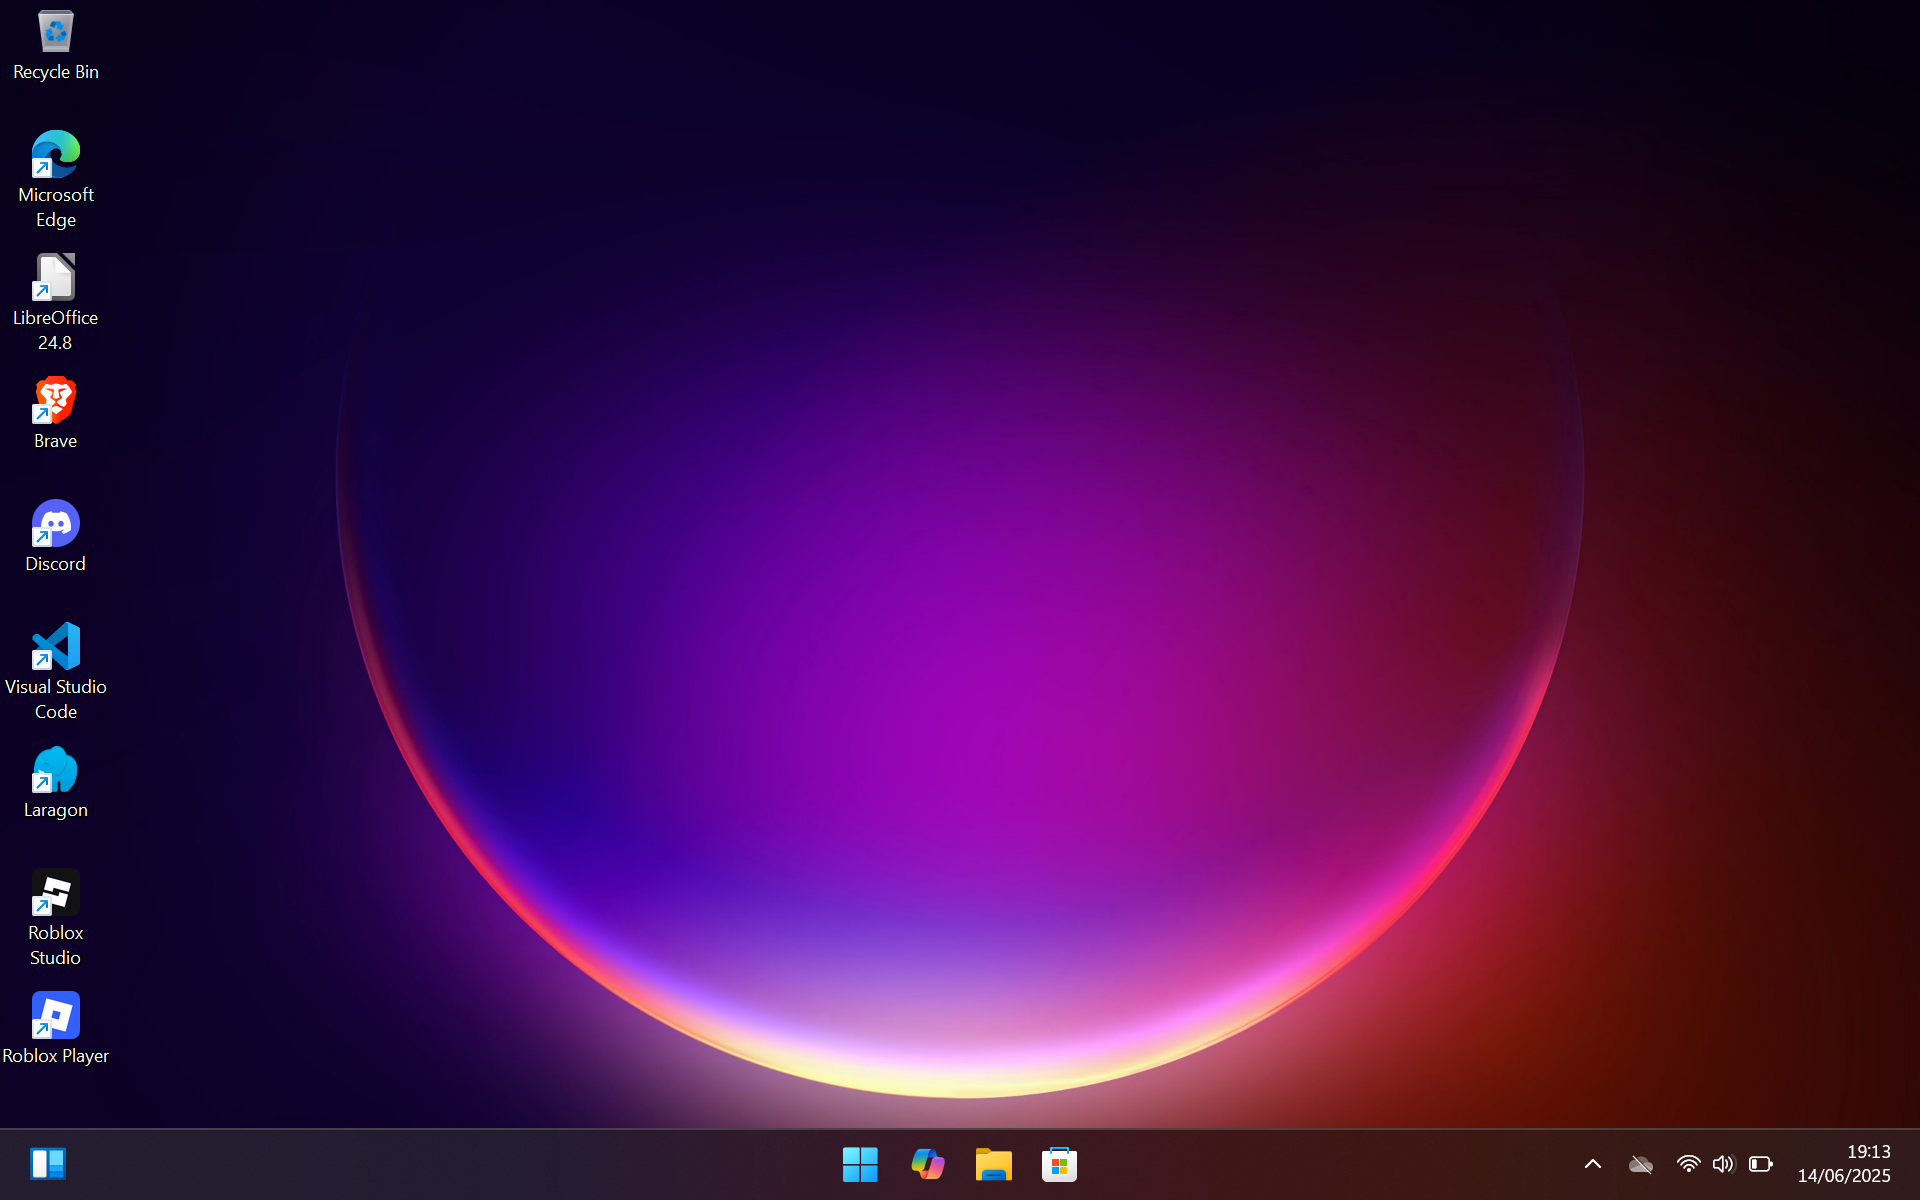 Recycle Bin
Microsoft
Edge
LibreOffice
24.8
Brave
Discord
Visual Studio
Code
Laragon
Roblox
Studio
Roblox Player
19:13
14/06/2025